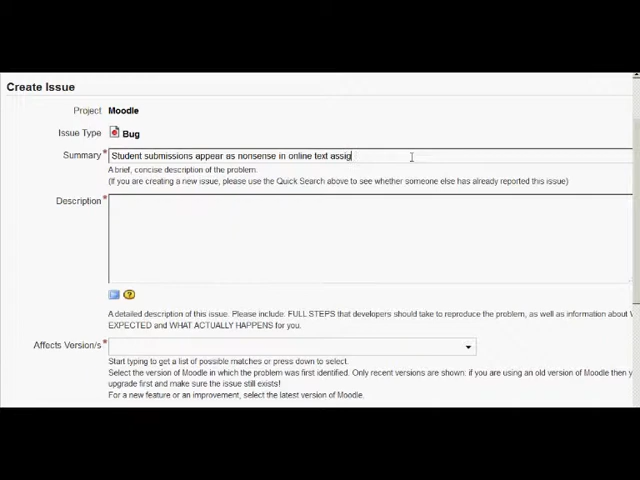 Create Issue
Project Moodle
Issue Type Bug
Summary* Student submissions appear as nonsense in online text assig
A brief, concise description of the problem.
(If you are creating a new issue, please use the Quick Search above to see whether someone else has already reported this issue)
Description*
A detailed description of this issue. Please include: FULL STEPS that developers should take to reproduce the problem, as well as information about
EXPECTED and WHAT ACTUALLY HAPPENS for you.
Affects Version/s*
Start typing to get a list of possible matches or press down to select.
Select the version of Moodle in which the problem was first identified. Only recent versions are shown: if you are using an old version of Moodle then
upgrade first and make sure the issue still exists!
For a new feature or an improvement, select the latest version of Moodle.